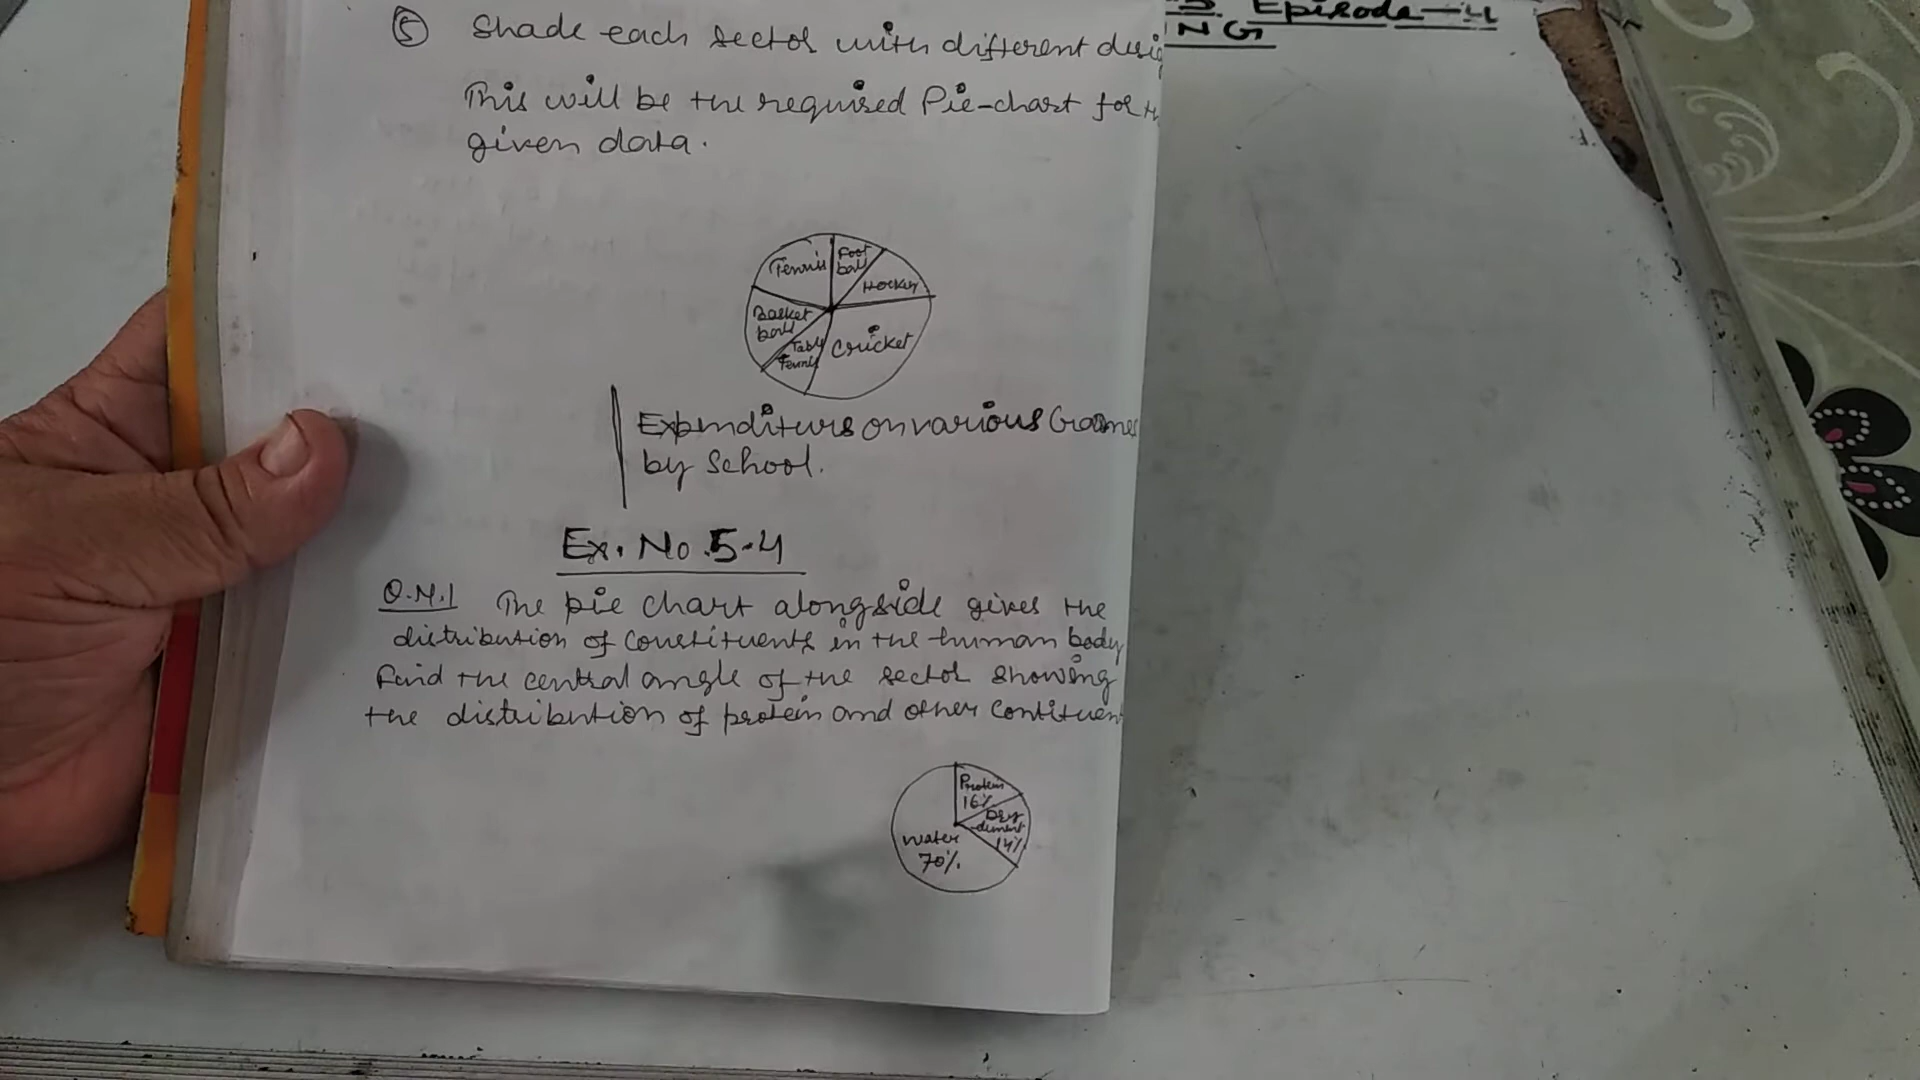 Episode-4
NG
⑤ Shade each sector with different desig
This will be the required Pie-chart for th
given data.
Tennis
Foot
ball
Hockey
Basket
ball
Table
Tennis
Cricket
Expenditure on various Games
by School.
Ex. No. 5.4
Q.N.1 The pie chart alongside gives the
distribution of constituents in the human body
Find the central angle of the sector showing
the distribution of protein and other contituen
Protein
16%
Dry
14%
Water
70%